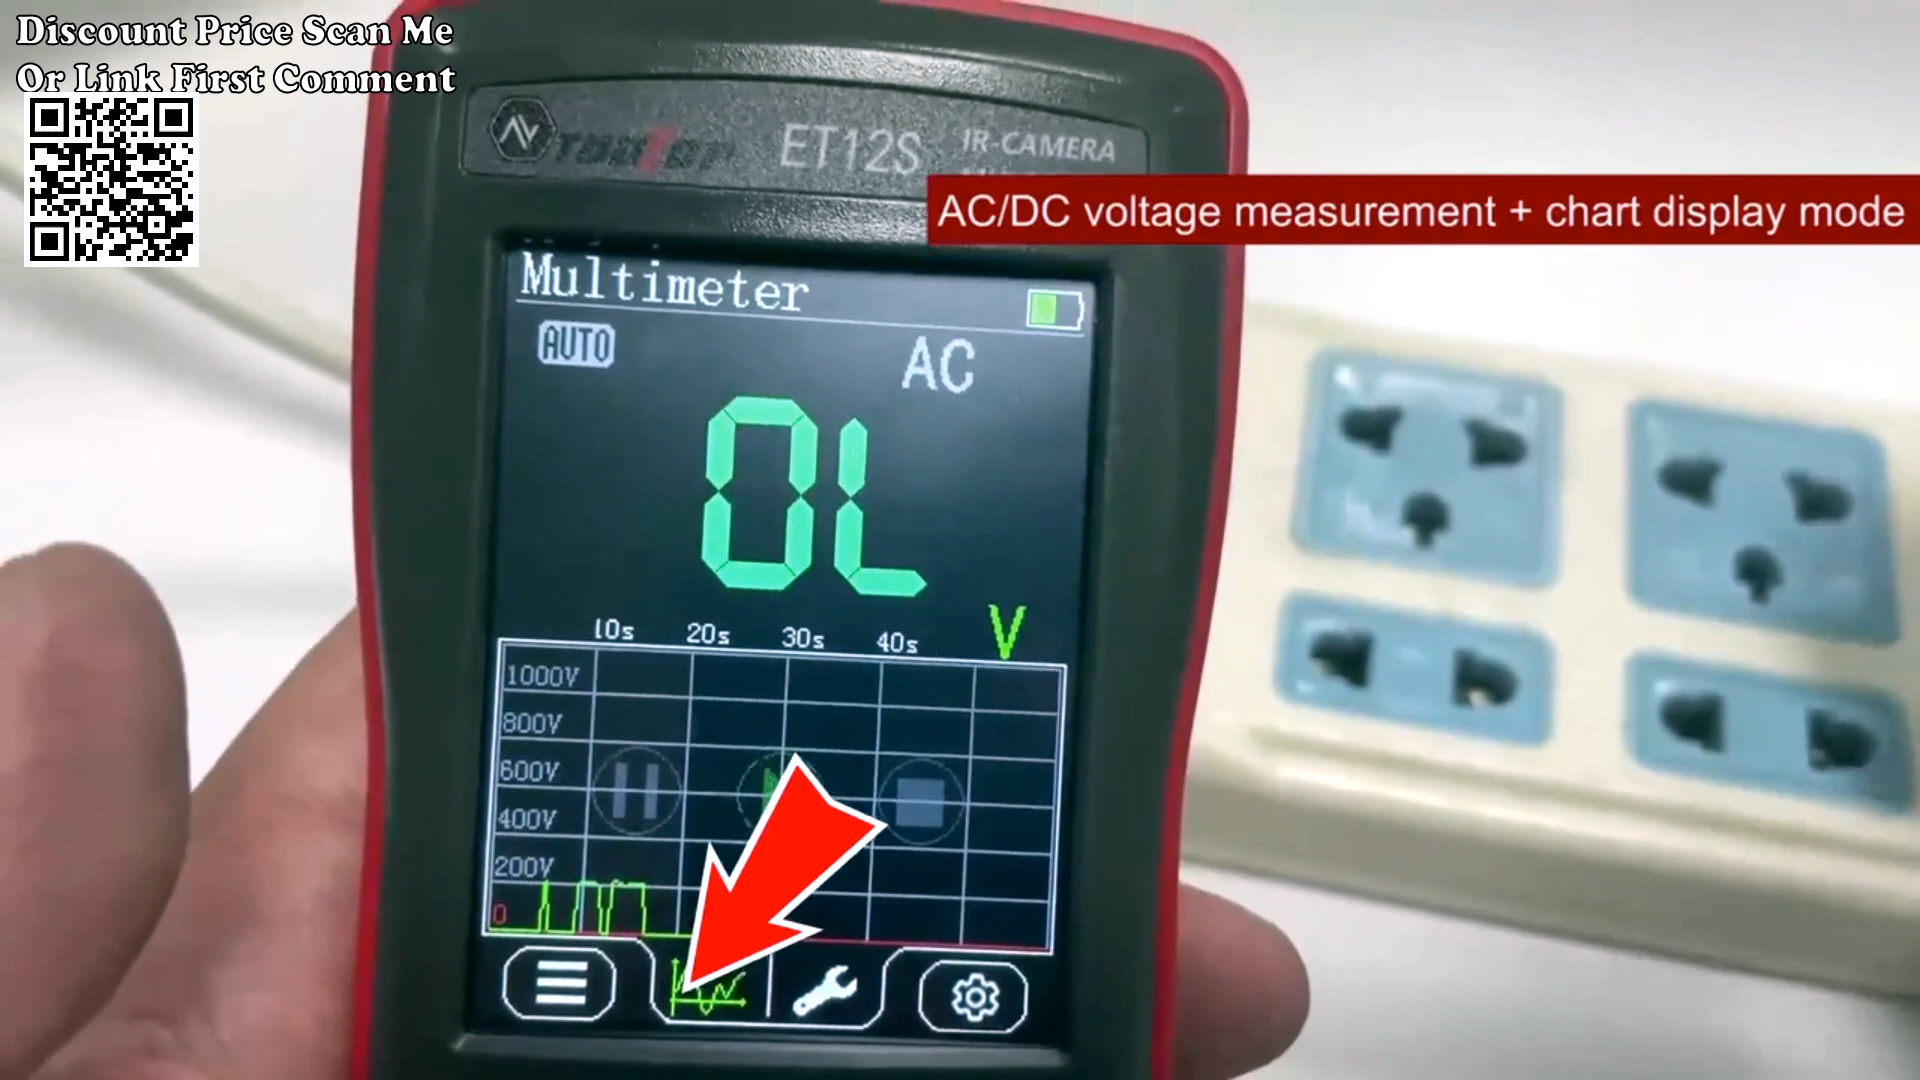 Discount Price Scan Me
Or Link First Comment
ET12S
IR-CAMERA
AC/DC voltage measurement + chart display mode
Multimeter
AUTO
AC
OL
V
10s 20s 30s 40s
1000V
800V
600V
400V
200V
0